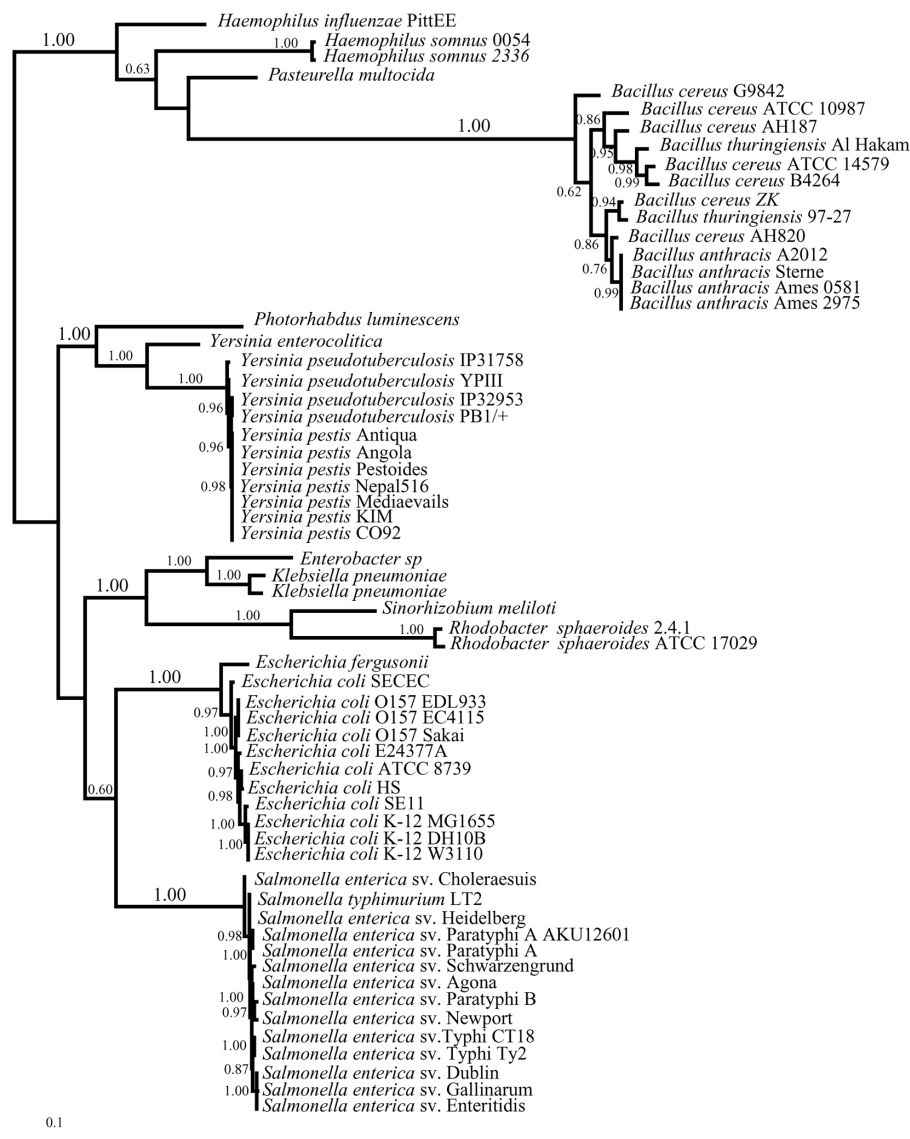 Haemophilus influenzae PittEE
1.00
1.00
Haemophilus somnus 0054
Haemophilus somnus 2336
0.63
Pasteurella multocida
Bacillus cereus G9842
Bacillus cereus ATCC 10987
0.86
1.00
Bacillus cereus AH187
Bacillus thuringiensis Al Hakam
0.95
Bacillus cereus ATCC 14579
0.98
Bacillus cereus B4264
0.99
0.62
Bacillus cereus ZK
0.94
Bacillus thuringiensis 97-27
Bacillus cereus AH820
0.86
Bacillus anthracis A2012
0.76
Bacillus anthracis Sterne
Bacillus anthracis Ames 0581
0.99
Bacillus anthracis Ames 2975
Photorhabdus luminescens
1.00
Yersinia enterocolitica
1.00
Yersinia pseudotuberculosis IP31758
1.00
Yersinia pseudotuberculosis YPIII
Yersinia pseudotuberculosis IP32953
0.96
Yersinia pseudotuberculosis PB1/+
Yersinia pestis Antiqua
0.96
Yersinia pestis Angola
Yersinia pestis Pestoides
0.98
Yersinia pestis Nepal516
Yersinia pestis Mediaevails
Yersinia pestis KIM
Yersinia pestis CO92
Enterobacter sp
1.00
1.00
Klebsiella pneumoniae
1.00
Klebsiella pneumoniae
Sinorhizobium meliloti
1.00
1.00
Rhodobacter sphaeroides 2.4.1
Rhodobacter sphaeroides ATCC 17029
Escherichia fergusonii
1.00
Escherichia coli SECEC
Escherichia coli O157 EDL933
0.97
Escherichia coli O157 EC4115
1.00
Escherichia coli O157 Sakai
1.00
Escherichia coli E24377A
0.97
Escherichia coli ATCC 8739
0.60
Escherichia coli HS
0.98
Escherichia coli SE11
1.00
Escherichia coli K-12 MG1655
Escherichia coli K-12 DH10B
1.00
Escherichia coli K-12 W3110
Salmonella enterica sv. Choleraesuis
1.00
Salmonella typhimurium LT2
Salmonella enterica sv. Heidelberg
0.98
Salmonella enterica sv. Paratyphi A AKU12601
1.00
Salmonella enterica sv. Paratyphi A
Salmonella enterica sv. Schwarzengrund
Salmonella enterica sv. Agona
1.00
Salmonella enterica sv. Paratyphi B
0.97
Salmonella enterica sv. Newport
Salmonella enterica sv.Typhi CT18
1.00
Salmonella enterica sv. Typhi Ty2
0.87
Salmonella enterica sv. Dublin
1.00
Salmonella enterica sv. Gallinarum
Salmonella enterica sv. Enteritidis
0.1